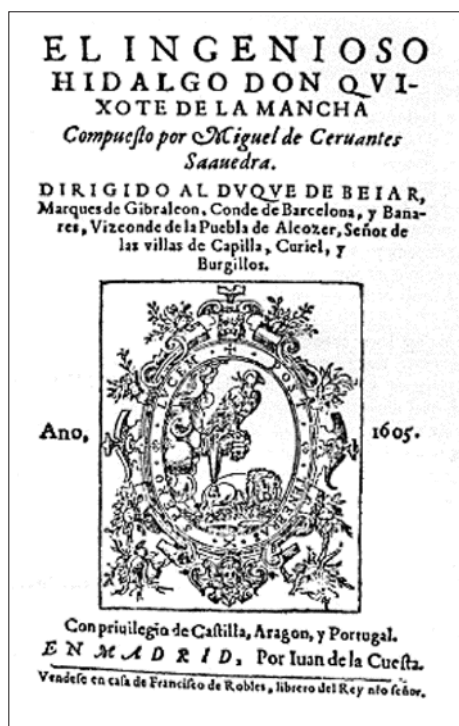 EL INGENIOSO
HIDALGO DON QVI-
XOTE DE LA MANCHA
Compueſto por Miguel de Ceruantes
Saauedra.
DIRIGIDO AL DVQVE DE BEIAR,
Marques de Gibraleon, Conde de Barcelona, y Bana-
res, Vizconde de la Puebla de Alcozer, Señor de
las villas de Capilla, Curiel, y
Burgillos.
Ano, 1605.
Con priuilegio de Caſtilla, Aragon, y Portugal.
EN MADRID, Por Iuan de la Cueſta.
Vendeſe en caſa de Franciſco de Robles, librero del Rey nro ſeñor.